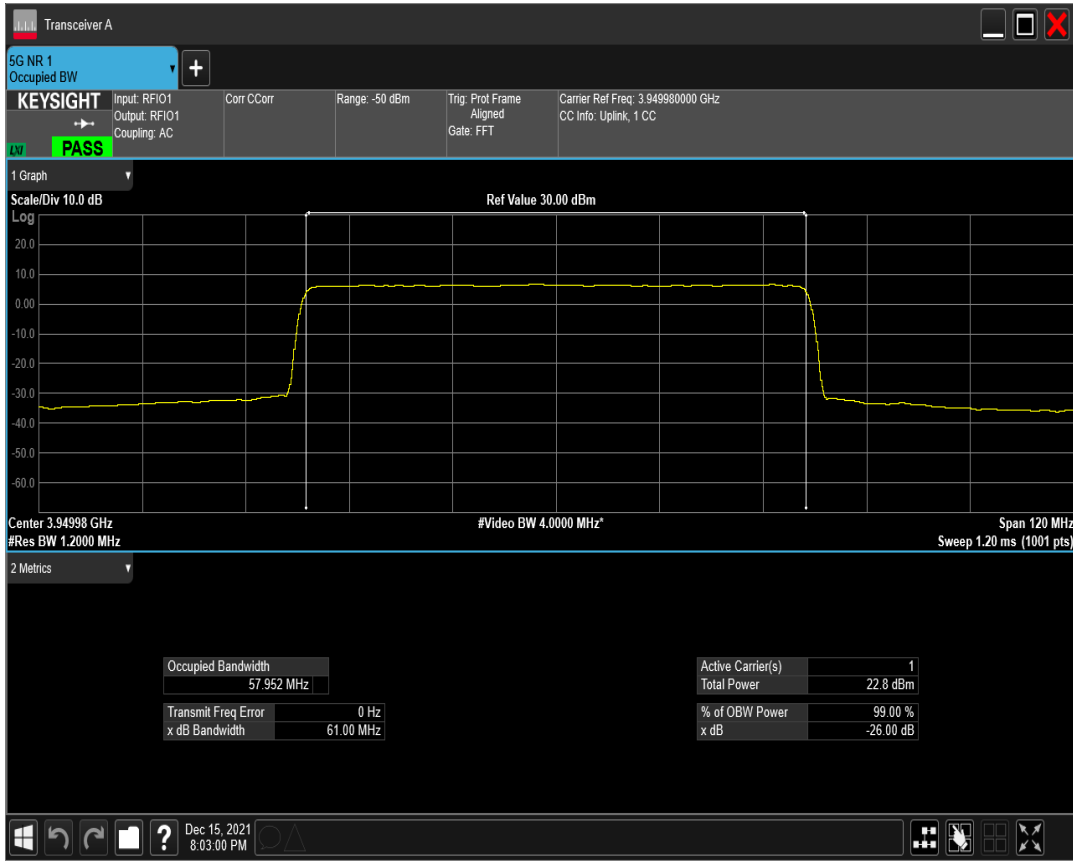 Transceiver A
5G NR 1
Occupied BW
KEYSIGHT
LXI
PASS
Input: RFIO1
Output: RFIO1
Coupling: AC
Corr CCorr
Range: -50 dBm
Trig: Prot Frame
Aligned
Gate: FFT
Carrier Ref Freq: 3.949980000 GHz
CC Info: Uplink, 1 CC
1 Graph
Scale/Div 10.0 dB
Ref Value 30.00 dBm
Log
20.0
10.0
0.00
-10.0
-20.0
-30.0
-40.0
-50.0
-60.0
Center 3.94998 GHz
#Video BW 4.0000 MHz*
Span 120 MHz
#Res BW 1.2000 MHz
Sweep 1.20 ms (1001 pts)
2 Metrics
Occupied Bandwidth
57.952 MHz
Transmit Freq Error 0 Hz
x dB Bandwidth 61.00 MHz
Active Carrier(s) 1
Total Power 22.8 dBm
% of OBW Power 99.00 %
x dB -26.00 dB
Dec 15, 2021
8:03:00 PM